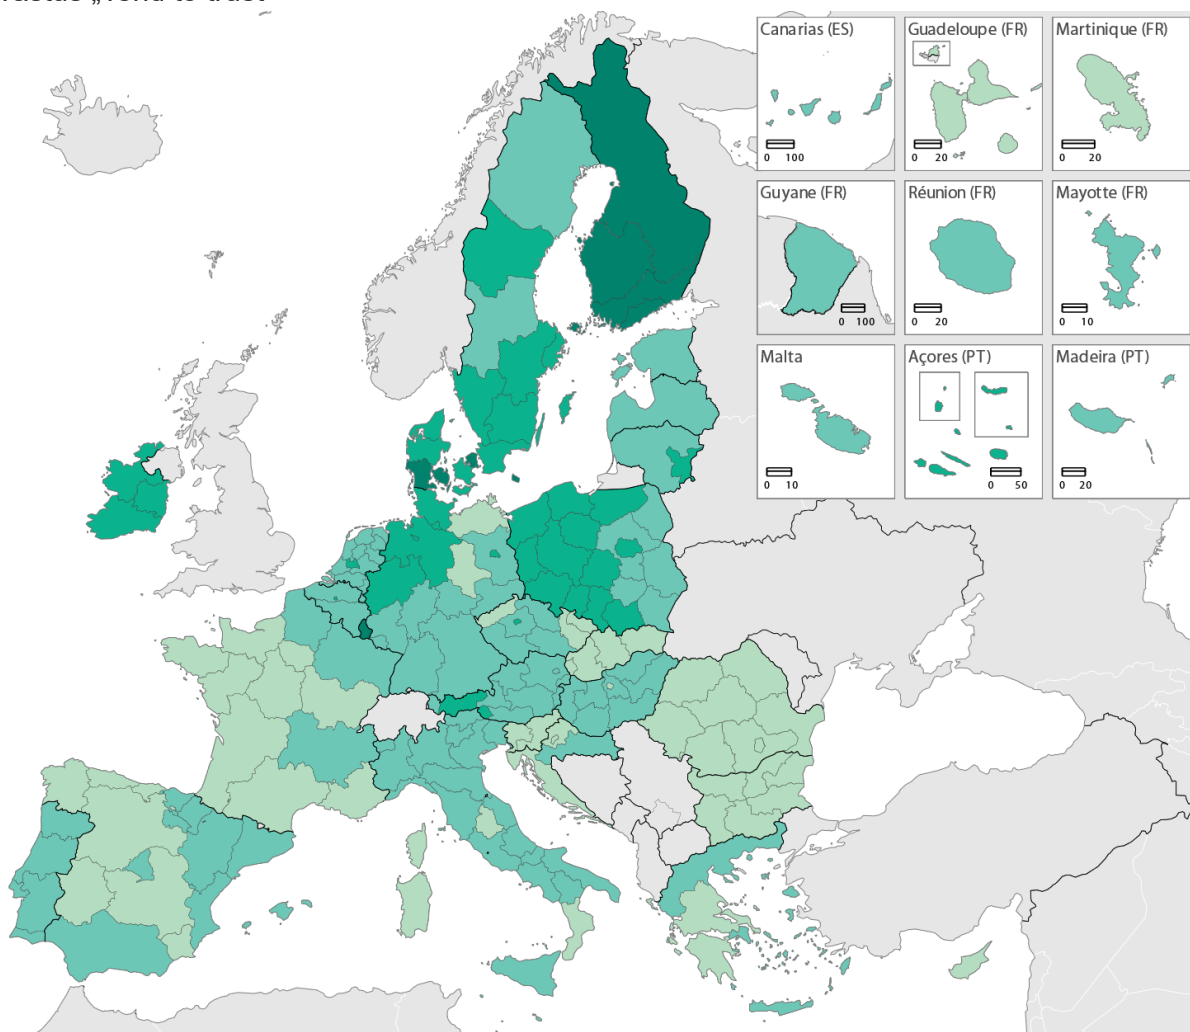 Canarias (ES)
0 100
Guadeloupe (FR)
0 20
Martinique (FR)
0 20
Guyane (FR)
0 100
Réunion (FR)
0 20
Mayotte (FR)
0 10
Malta
0 10
Açores (PT)
0 50
Madeira (PT)
0 20